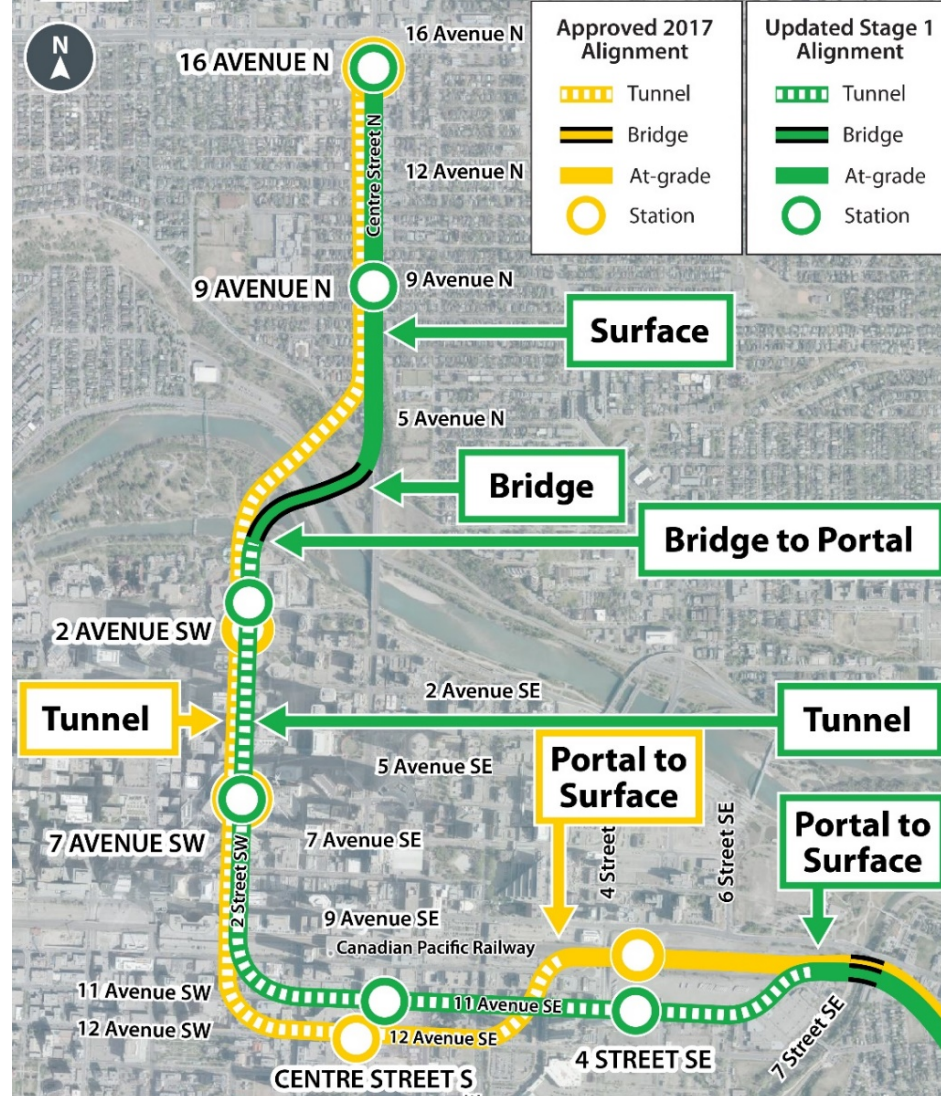 N
16 AVENUE N
16 Avenue N
Approved 2017
Alignment
Tunnel
Bridge
At-grade
Station
Updated Stage 1
Alignment
Tunnel
Bridge
At-grade
Station
Centre Street N
12 Avenue N
9 AVENUE N
9 Avenue N
Surface
5 Avenue N
Bridge
Bridge to Portal
2 AVENUE SW
2 Avenue SE
Tunnel
Tunnel
5 Avenue SE
Portal to
Surface
Portal to
Surface
7 AVENUE SW
7 Avenue SE
4 Street
6 Street SE
2 Street SW
9 Avenue SE
Canadian Pacific Railway
11 Avenue SW
11 Avenue SE
12 Avenue SW
12 Avenue SE
4 STREET SE
7 Street SE
CENTRE STREET S